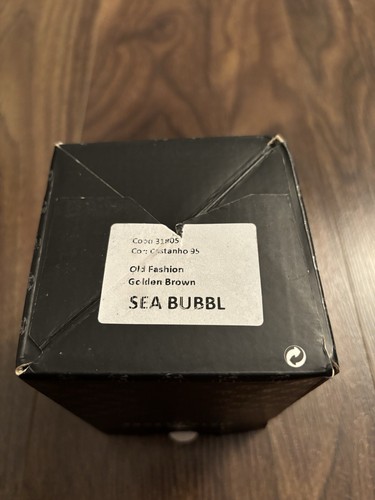 Copo 31#05
Cor: Castanho 95
Old Fashion
Golden Brown
SEA BUBBL